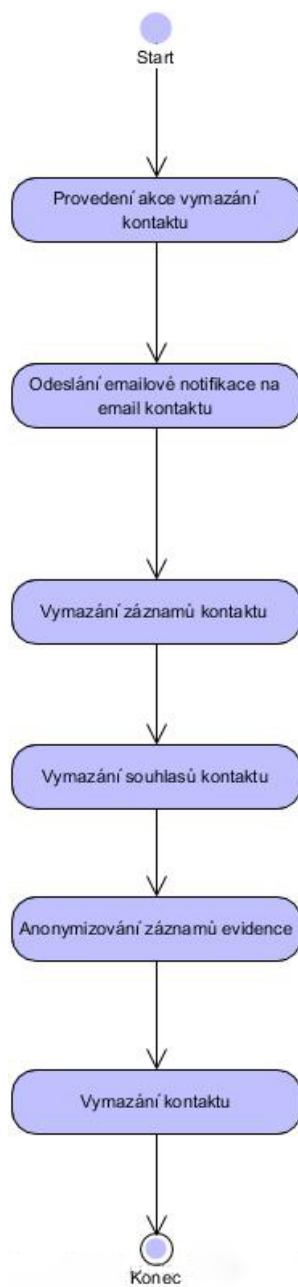 Start
Provedení akce vymazání
kontaktu
Odeslání emailové notifikace na
email kontaktu
Vymazání záznamů kontaktu
Vymazání souhlasů kontaktu
Anonymizování záznamů evidence
Vymazání kontaktu
Konec